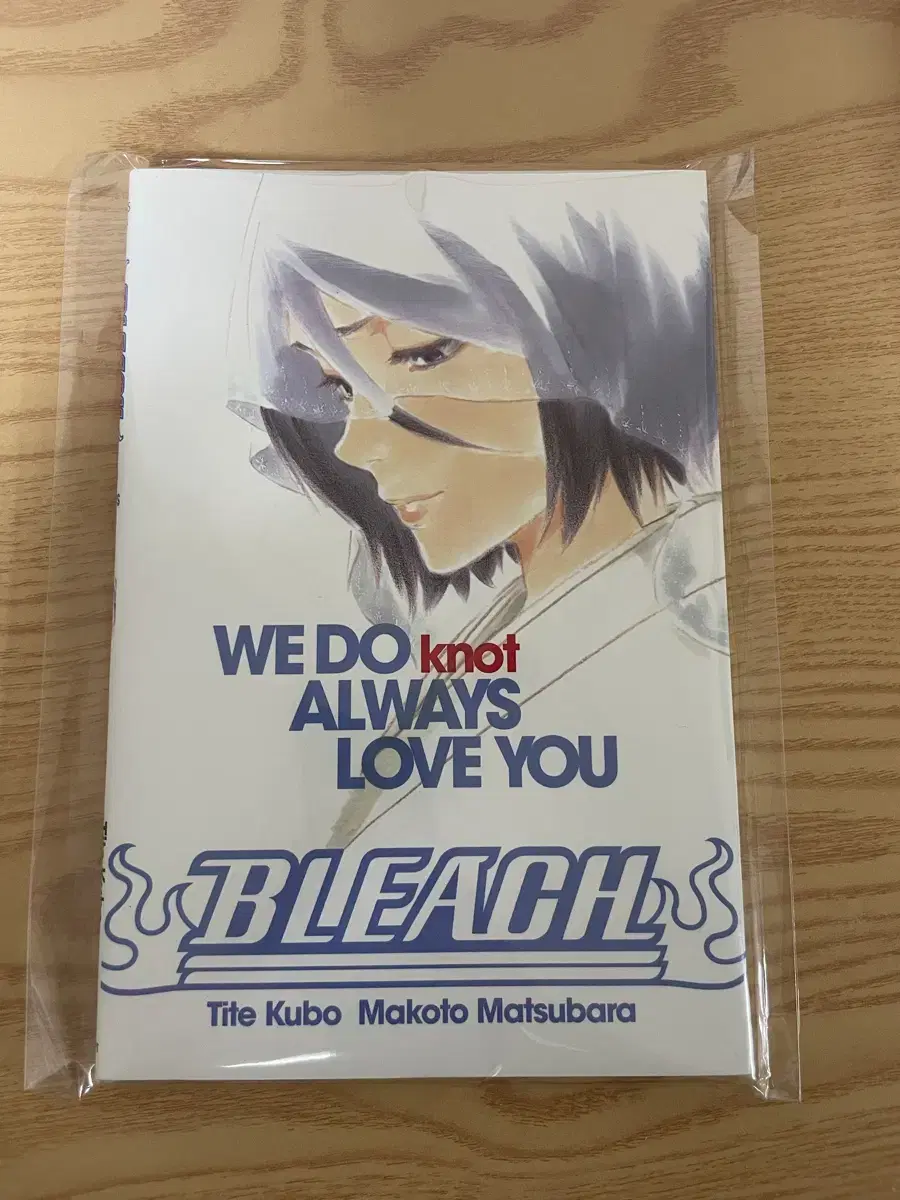 WE DO knot
ALWAYS
LOVE YOU
BLEACH
Tite Kubo Makoto Matsubara